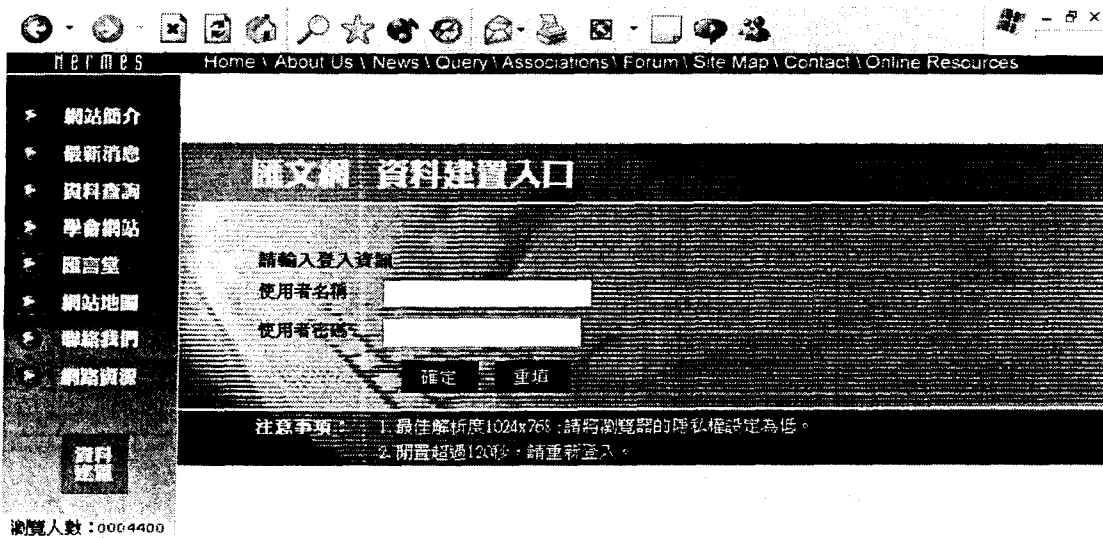 Hermes
Home \ About Us \ News \ Query \ Associations \ Forum \ Site Map \ Contact \ Online Resources
網站簡介
最新消息
資料查詢
學會網站
匯言堂
網站地圖
聯絡我們
網路資源
資料
建置
瀏覽人數：0004400
匯文網 資料建置入口
請輸入登入資訊
使用者名稱
使用者密碼
確定 重填
注意事項： 1. 最佳解析度1024x768 ;請將瀏覽器的隱私權設定為低。
2. 閒置超過120秒，請重新登入。